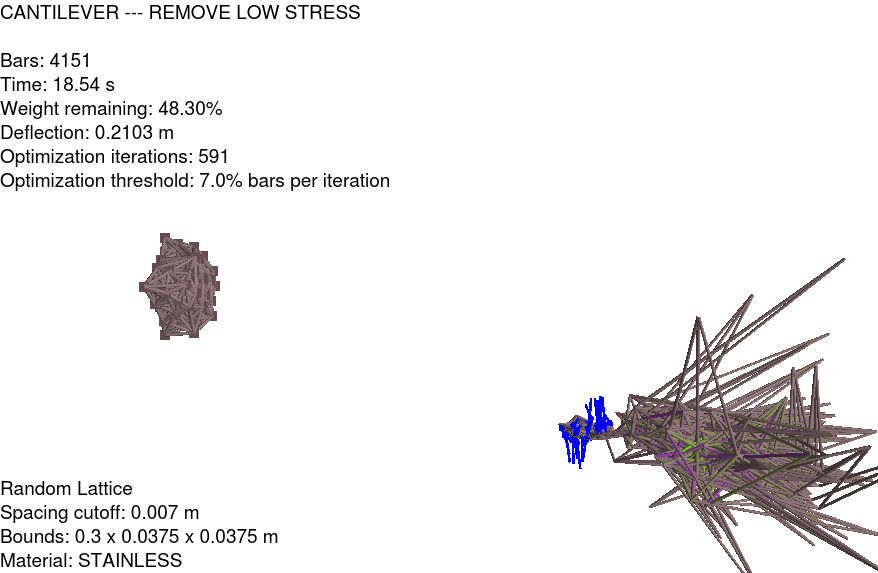 CANTILEVER --- REMOVE LOW STRESS
Bars: 4151
Time: 18.54 s
Weight remaining: 48.30%
Deflection: 0.2103 m
Optimization iterations: 591
Optimization threshold: 7.0% bars per iteration
Random Lattice
Spacing cutoff: 0.007 m
Bounds: 0.3 x 0.0375 x 0.0375 m
Material: STAINLESS